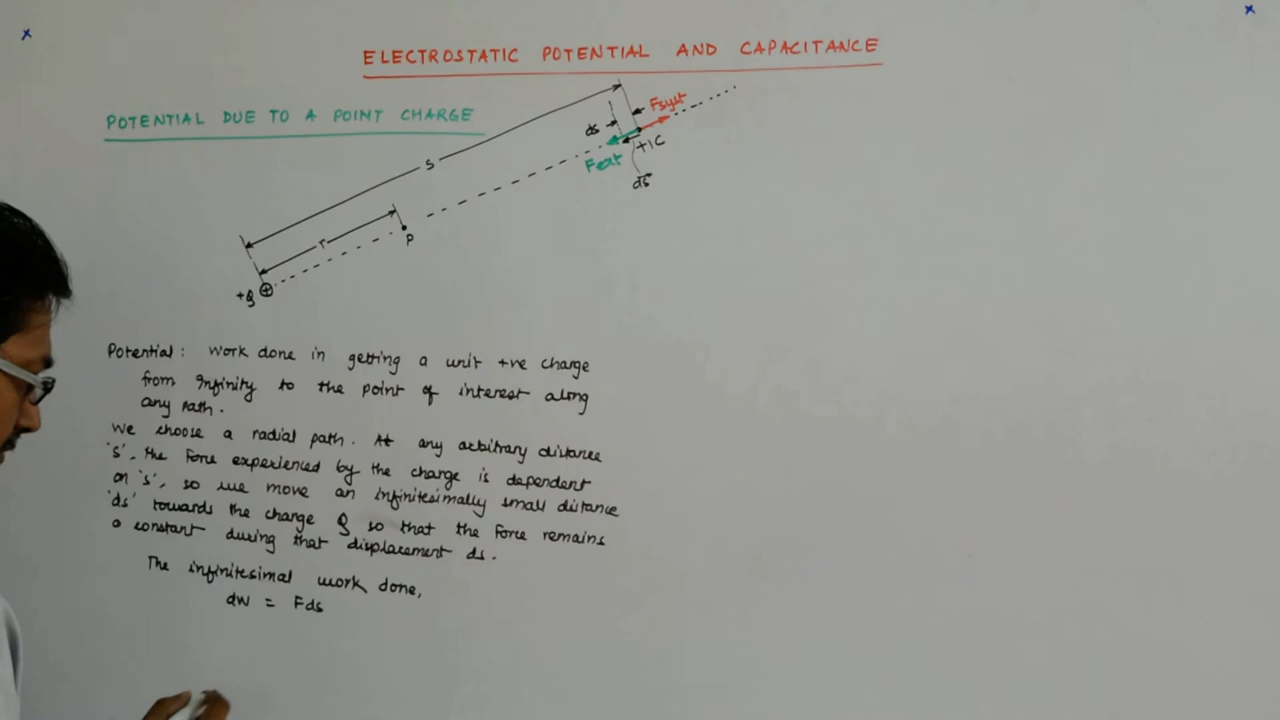 x
x
ELECTROSTATIC POTENTIAL AND CAPACITANCE
POTENTIAL DUE TO A POINT CHARGE
Fsyst
ds
+1C
Fext
ds
s
r
P
+Q
Potential: Work done in getting a unit +ve charge
from Infinity to the point of interest along
any path.
We choose a radial path. At any arbitrary distance
's', the Force experienced by the charge is dependent
on 's', so we move an infinitesimally small distance
'ds' towards the charge Q so that the Force remains
a constant during that displacement ds.
The infinitesimal work done,
dW = Fds